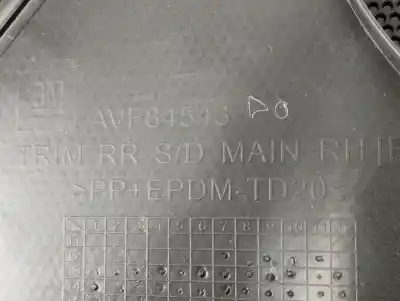 GM
AVF84543
TRIM RR S/D MAIN RH
>PP+EPDM-TD20<
1 2 3 4 5 6 7 8 9 10 11 12